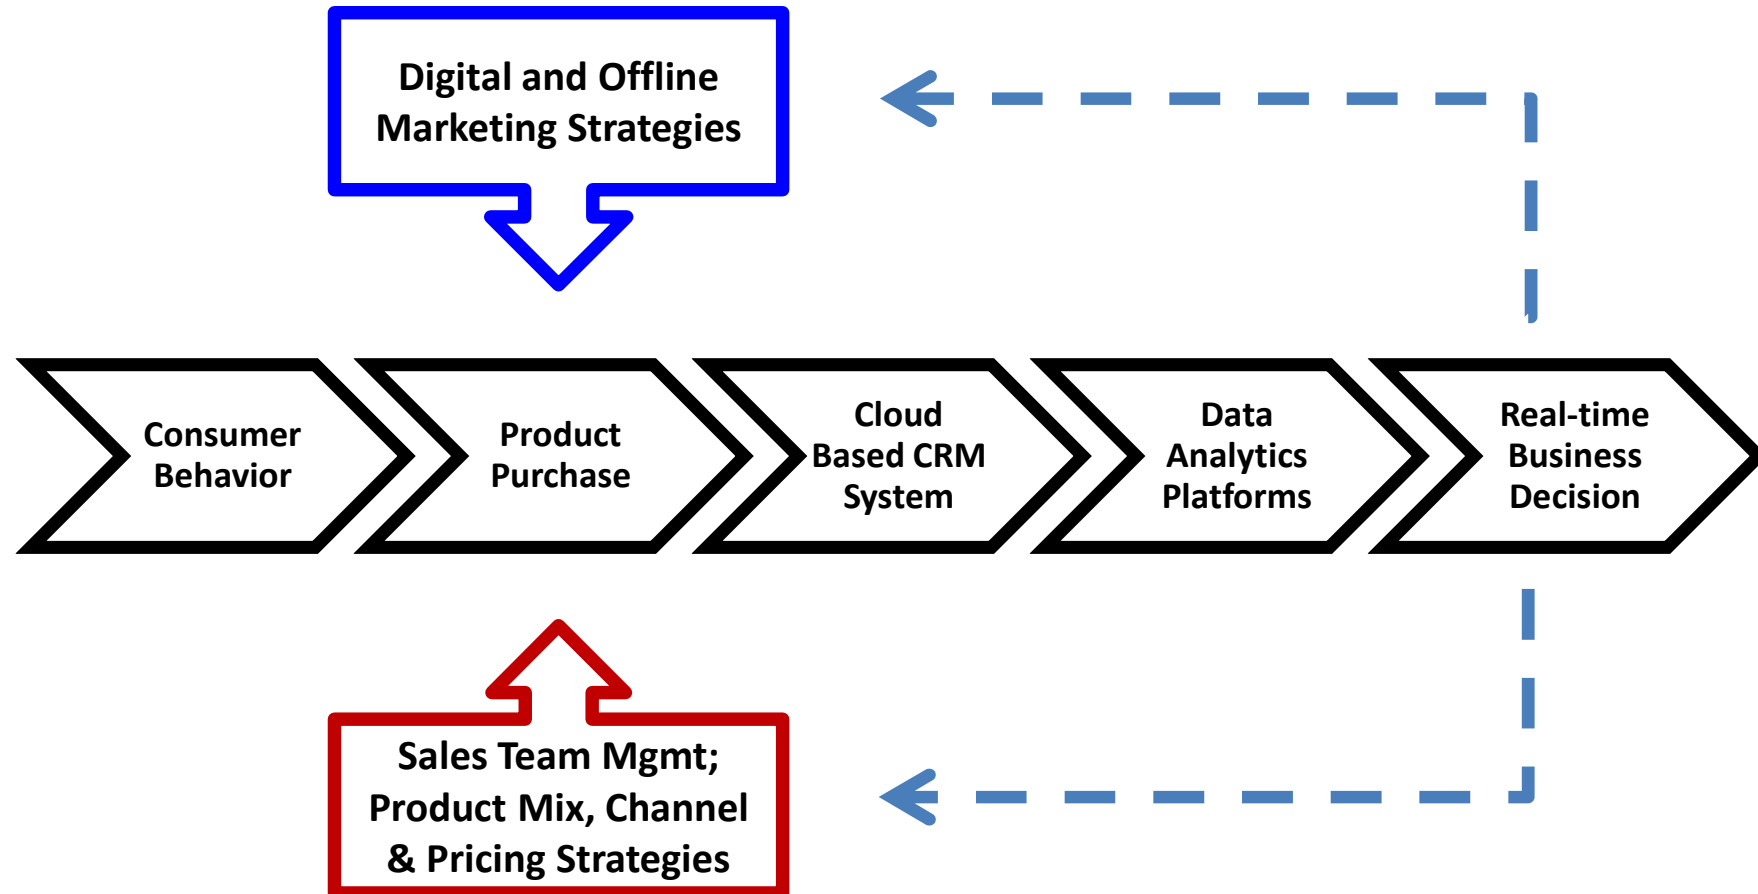 Digital and Offline
Marketing Strategies
Consumer
Behavior
Product
Purchase
Cloud
Based CRM
System
Data
Analytics
Platforms
Real-time
Business
Decision
Sales Team Mgmt;
Product Mix, Channel
& Pricing Strategies